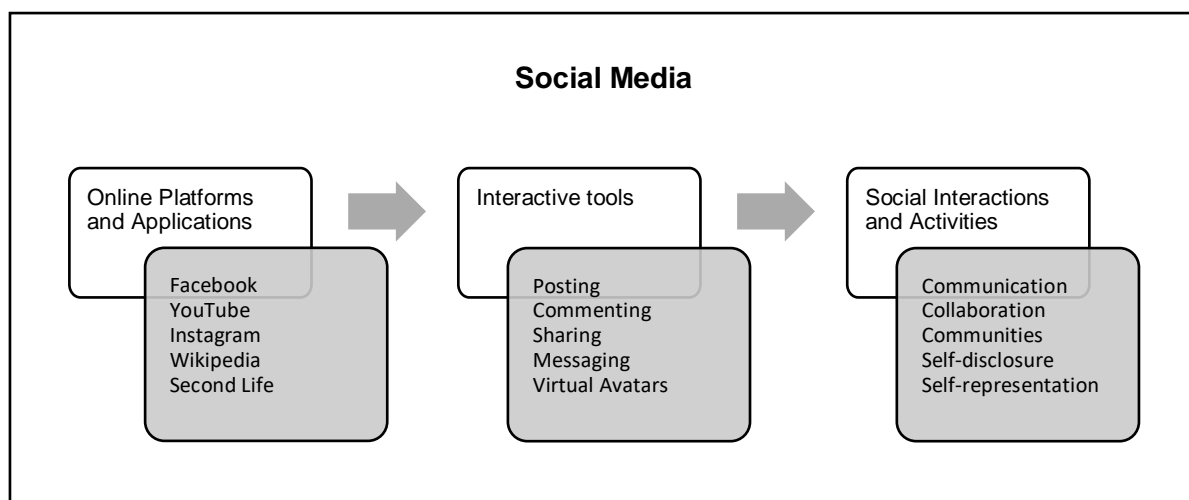 Social Media
Online Platforms
and Applications
Facebook
YouTube
Instagram
Wikipedia
Second Life
Interactive tools
Posting
Commenting
Sharing
Messaging
Virtual Avatars
Social Interactions
and Activities
Communication
Collaboration
Communities
Self-disclosure
Self-representation